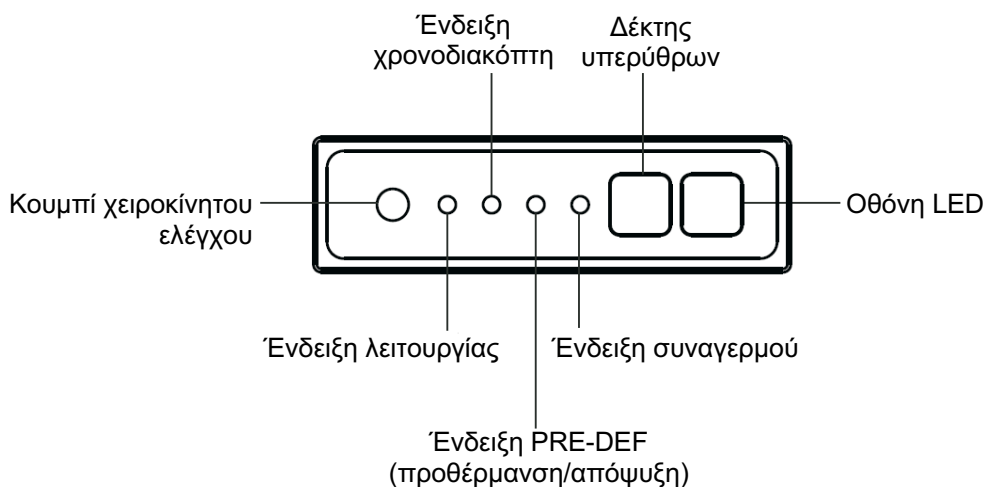 Ένδειξη
χρονοδιακόπτη
Δέκτης
υπερύθρων
Κουμπί χειροκίνητου
ελέγχου
Οθόνη LED
Ένδειξη λειτουργίας
Ένδειξη συναγερμού
Ένδειξη PRE-DEF
(προθέρμανση/απόψυξη)